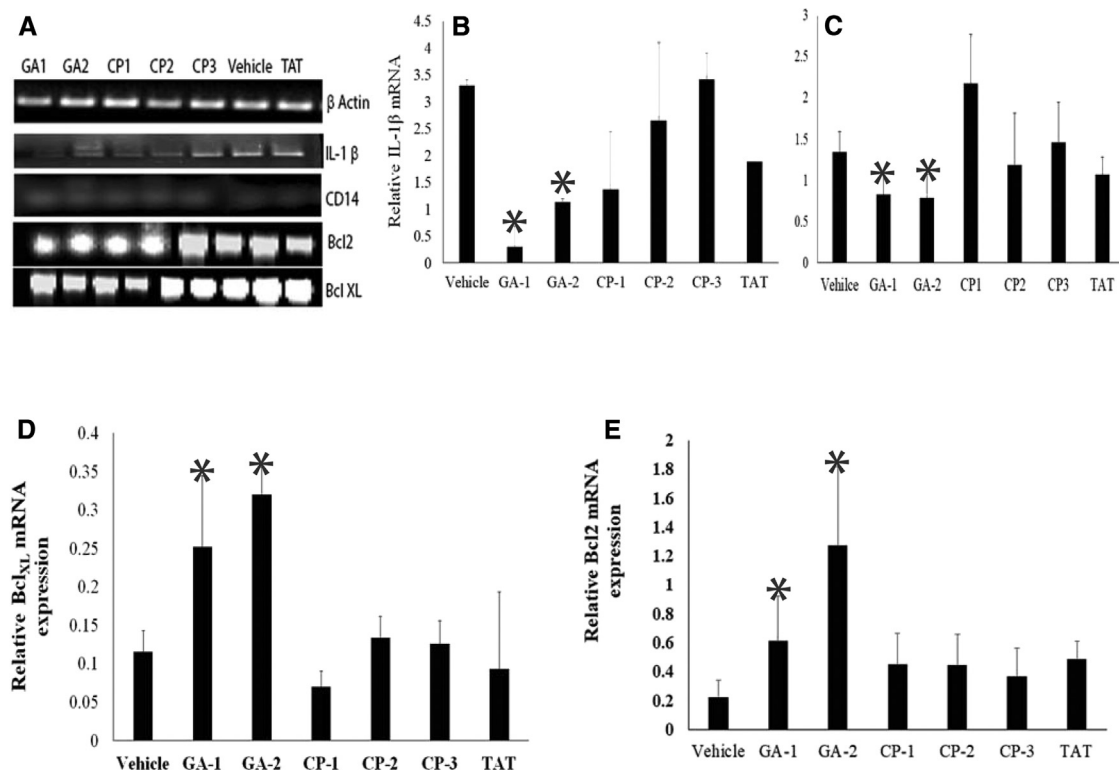 A
GA1 GA2 CP1 CP2 CP3 Vehicle TAT
β Actin
IL-1 β
CD14
Bcl2
Bcl XL
B
Relative IL-1β mRNA
4.5
4
3.5
3
2.5
2
1.5
1
0.5
0
Vehicle GA-1 GA-2 CP-1 CP-2 CP-3 TAT
* *
C
3
2.5
2
1.5
1
0.5
0
Vehilce GA-1 GA-2 CP1 CP2 CP3 TAT
* *
D
Relative BclXL mRNA
expression
0.4
0.35
0.3
0.25
0.2
0.15
0.1
0.05
0
Vehicle GA-1 GA-2 CP-1 CP-2 CP-3 TAT
* *
E
Relative Bcl2 mRNA
expression
2
1.8
1.6
1.4
1.2
1
0.8
0.6
0.4
0.2
0
Vehicle GA-1 GA-2 CP-1 CP-2 CP-3 TAT
* *